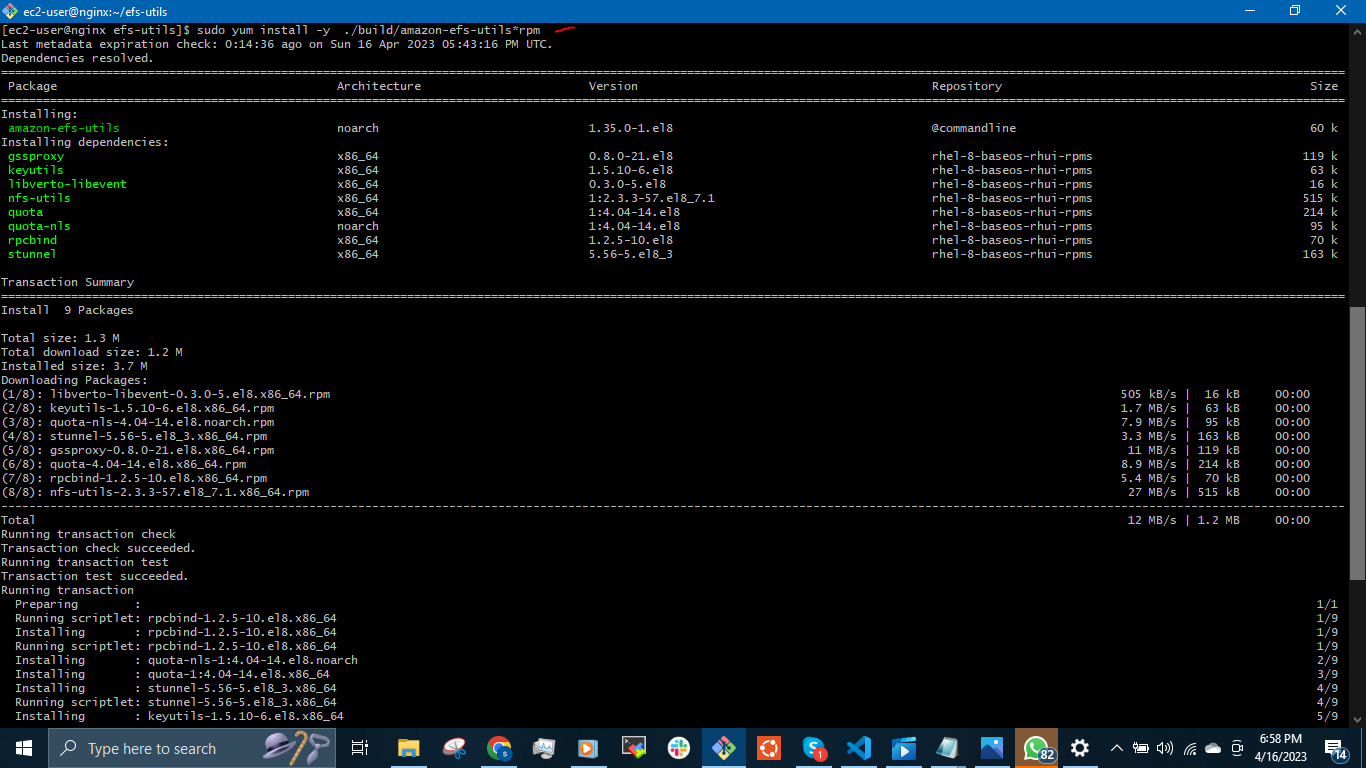 ec2-user@nginx:~/efs-utils
[ec2-user@nginx efs-utils]$ sudo yum install -y  ./build/amazon-efs-utils*rpm
Last metadata expiration check: 0:14:36 ago on Sun 16 Apr 2023 05:43:16 PM UTC.
Dependencies resolved.
Package Architecture Version Repository Size
Installing:
amazon-efs-utils noarch 1.35.0-1.el8 @commandline 60 k
Installing dependencies:
gssproxy x86_64 0.8.0-21.el8 rhel-8-baseos-rhui-rpms 119 k
keyutils x86_64 1.5.10-6.el8 rhel-8-baseos-rhui-rpms 63 k
libverto-libevent x86_64 0.3.0-5.el8 rhel-8-baseos-rhui-rpms 16 k
nfs-utils x86_64 1:2.3.3-57.el8_7.1 rhel-8-baseos-rhui-rpms 515 k
quota x86_64 1:4.04-14.el8 rhel-8-baseos-rhui-rpms 214 k
quota-nls noarch 1:4.04-14.el8 rhel-8-baseos-rhui-rpms 95 k
rpcbind x86_64 1.2.5-10.el8 rhel-8-baseos-rhui-rpms 70 k
stunnel x86_64 5.56-5.el8_3 rhel-8-baseos-rhui-rpms 163 k
Transaction Summary
Install  9 Packages
Total size: 1.3 M
Total download size: 1.2 M
Installed size: 3.7 M
Downloading Packages:
(1/8): libverto-libevent-0.3.0-5.el8.x86_64.rpm 505 kB/s |  16 kB 00:00
(2/8): keyutils-1.5.10-6.el8.x86_64.rpm 1.7 MB/s |  63 kB 00:00
(3/8): quota-nls-4.04-14.el8.noarch.rpm 7.9 MB/s |  95 kB 00:00
(4/8): stunnel-5.56-5.el8_3.x86_64.rpm 3.3 MB/s | 163 kB 00:00
(5/8): gssproxy-0.8.0-21.el8.x86_64.rpm 11 MB/s | 119 kB 00:00
(6/8): quota-4.04-14.el8.x86_64.rpm 8.9 MB/s | 214 kB 00:00
(7/8): rpcbind-1.2.5-10.el8.x86_64.rpm 5.4 MB/s |  70 kB 00:00
(8/8): nfs-utils-2.3.3-57.el8_7.1.x86_64.rpm 27 MB/s | 515 kB 00:00
Total 12 MB/s | 1.2 MB 00:00
Running transaction check
Transaction check succeeded.
Running transaction test
Transaction test succeeded.
Running transaction
Preparing : 1/1
Running scriptlet: rpcbind-1.2.5-10.el8.x86_64 1/9
Installing : rpcbind-1.2.5-10.el8.x86_64 1/9
Running scriptlet: rpcbind-1.2.5-10.el8.x86_64 1/9
Installing : quota-nls-1:4.04-14.el8.noarch 2/9
Installing : quota-1:4.04-14.el8.x86_64 3/9
Installing : stunnel-5.56-5.el8_3.x86_64 4/9
Running scriptlet: stunnel-5.56-5.el8_3.x86_64 4/9
Installing : keyutils-1.5.10-6.el8.x86_64 5/9
Type here to search
S
1
82
6:58 PM
4/16/2023
14